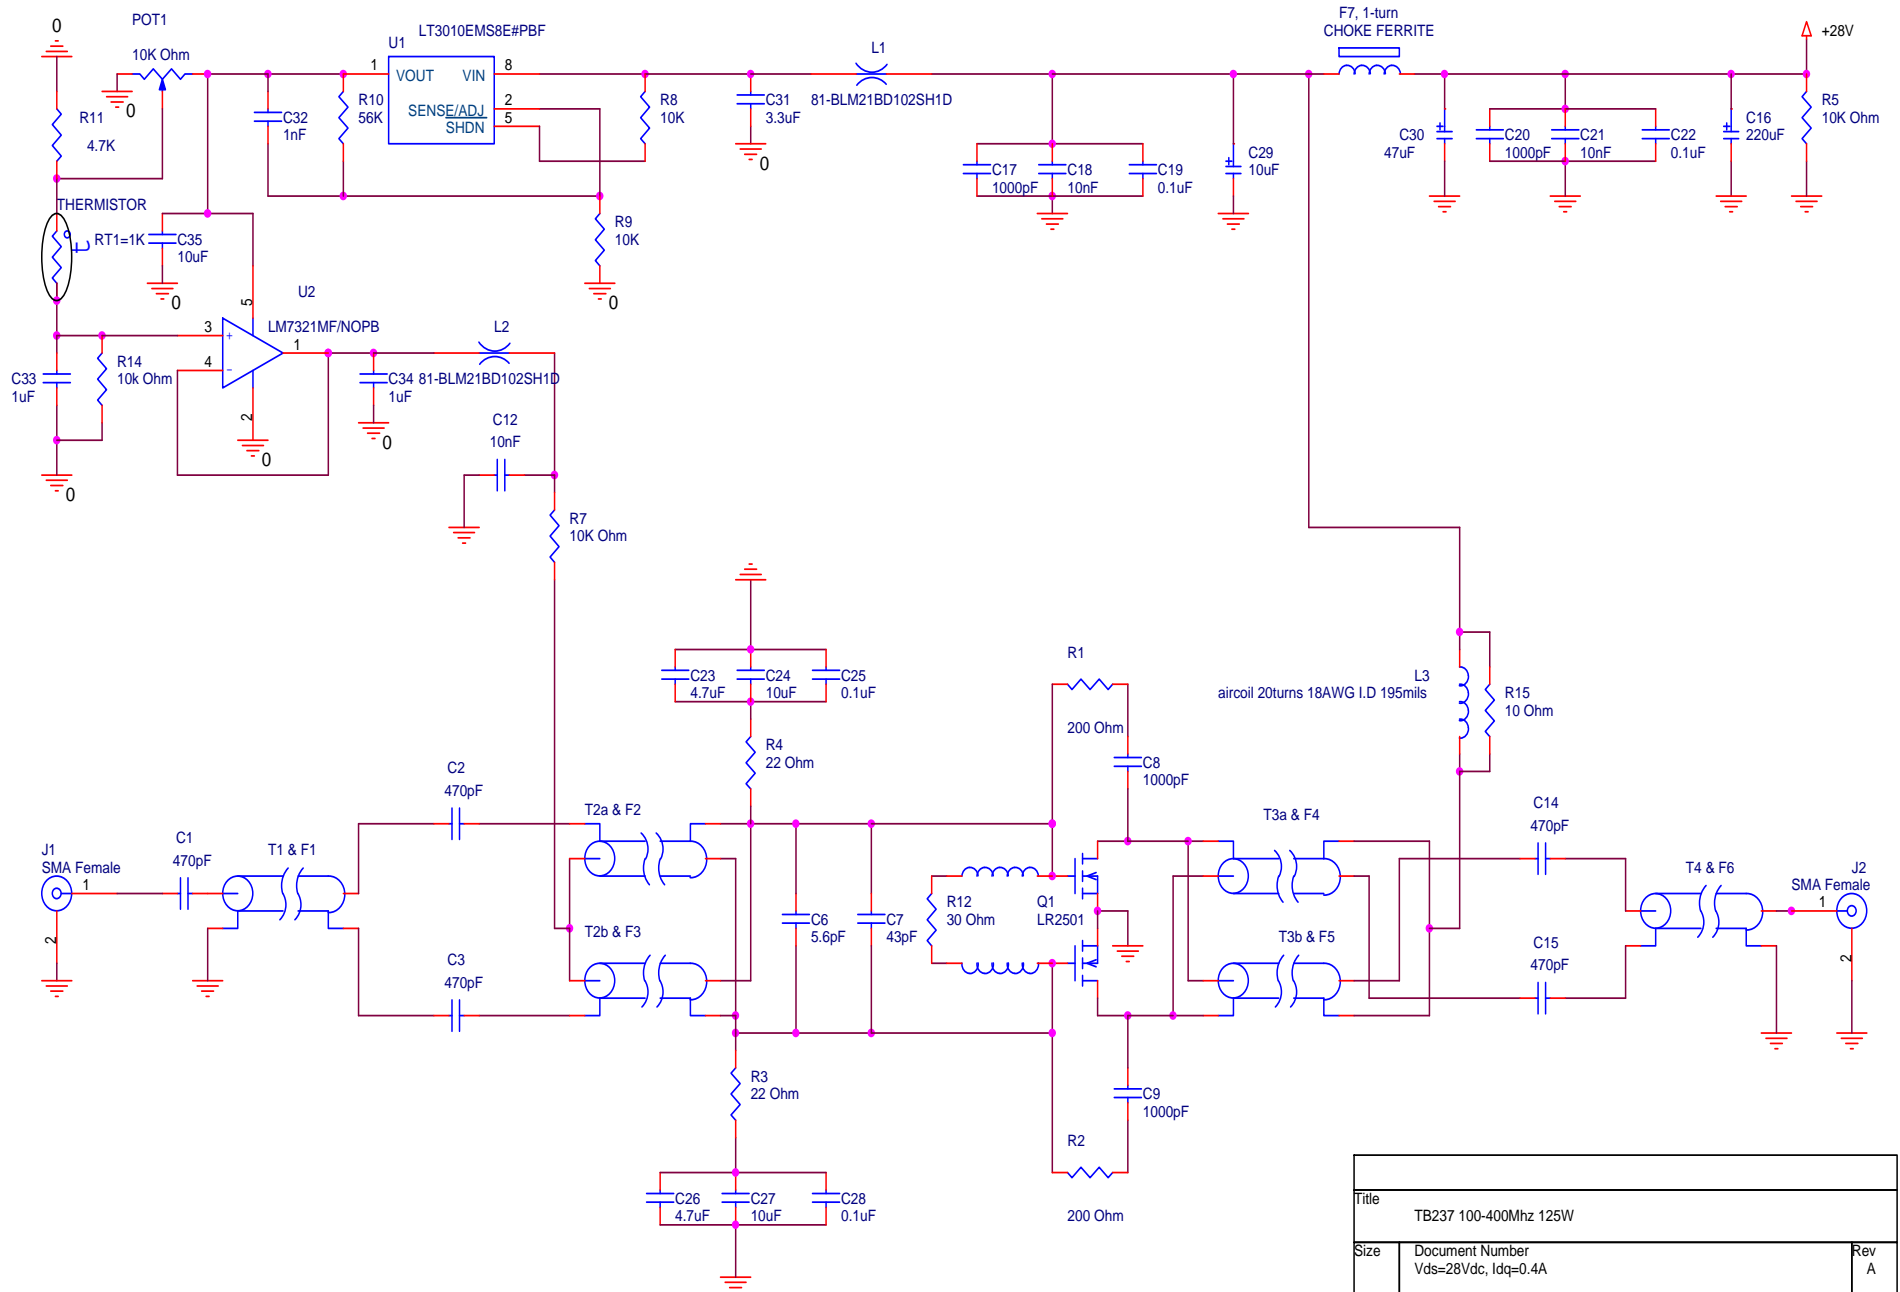 0
POT1
10K Ohm
0
R11
4.7K
THERMISTOR
RT1=1K
C35
10uF
0
C32
1nF
R10
56K
U1
LT3010EMS8E#PBF
1
VOUT
VIN
8
SENSE/ADJ
2
SHDN
5
R8
10K
R9
10K
0
C31
3.3uF
0
L1
81-BLM21BD102SH1D
C17
1000pF
C18
10nF
C19
0.1uF
C29
10uF
F7, 1-turn
CHOKE FERRITE
+28V
C30
47uF
C20
1000pF
C21
10nF
C22
0.1uF
C16
220uF
R5
10K Ohm
U2
LM7321MF/NOPB
5
3
+
4
-
1
2
0
C33
1uF
R14
10k Ohm
0
C34
1uF
0
L2
81-BLM21BD102SH1D
C12
10nF
R7
10K Ohm
C23
4.7uF
C24
10uF
C25
0.1uF
R4
22 Ohm
R1
200 Ohm
C8
1000pF
L3
aircoil 20turns 18AWG I.D 195mils
R15
10 Ohm
J1
SMA Female
1
2
C1
470pF
T1 & F1
C2
470pF
C3
470pF
T2a & F2
T2b & F3
C6
5.6pF
C7
43pF
R12
30 Ohm
Q1
LR2501
T3a & F4
T3b & F5
C14
470pF
C15
470pF
T4 & F6
J2
SMA Female
1
2
R3
22 Ohm
C26
4.7uF
C27
10uF
C28
0.1uF
C9
1000pF
R2
200 Ohm
Title
TB237 100-400Mhz 125W
Size
Document Number
Rev
Vds=28Vdc, Idq=0.4A
A